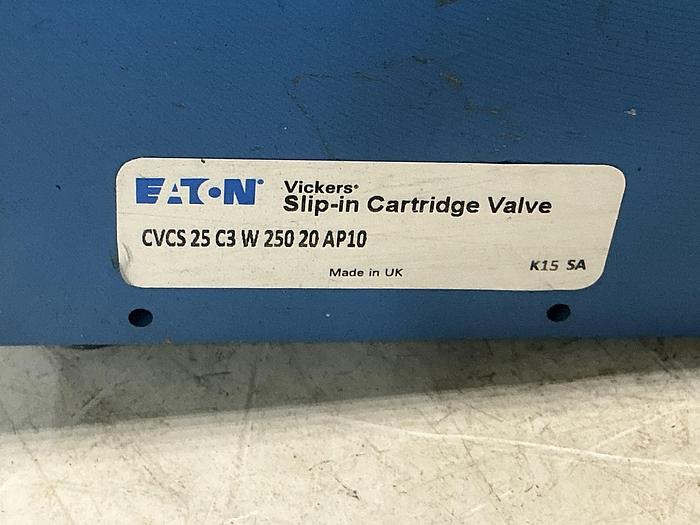 EATON
Vickers®
Slip-in Cartridge Valve
CVCS 25 C3 W 250 20 AP10
Made in UK
K15 SA